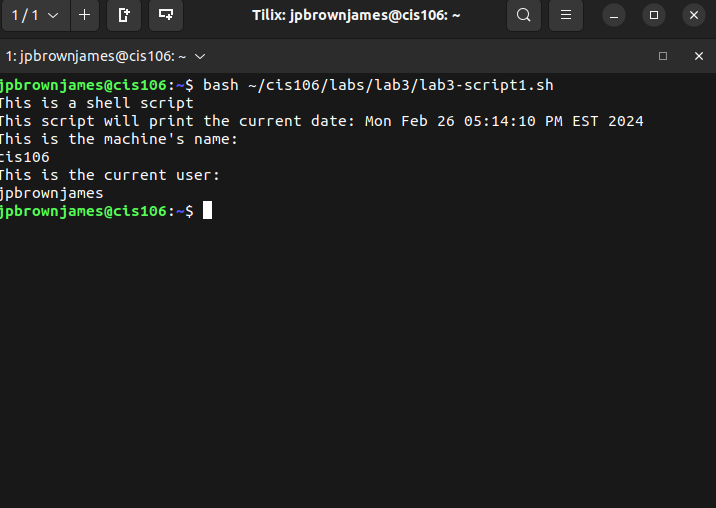 1 / 1 Tilix: jpbrownjames@cis106: ~
1: jpbrownjames@cis106: ~
jpbrownjames@cis106:~$ bash ~/cis106/labs/lab3/lab3-script1.sh
This is a shell script
This script will print the current date: Mon Feb 26 05:14:10 PM EST 2024
This is the machine's name:
cis106
This is the current user:
jpbrownjames
jpbrownjames@cis106:~$